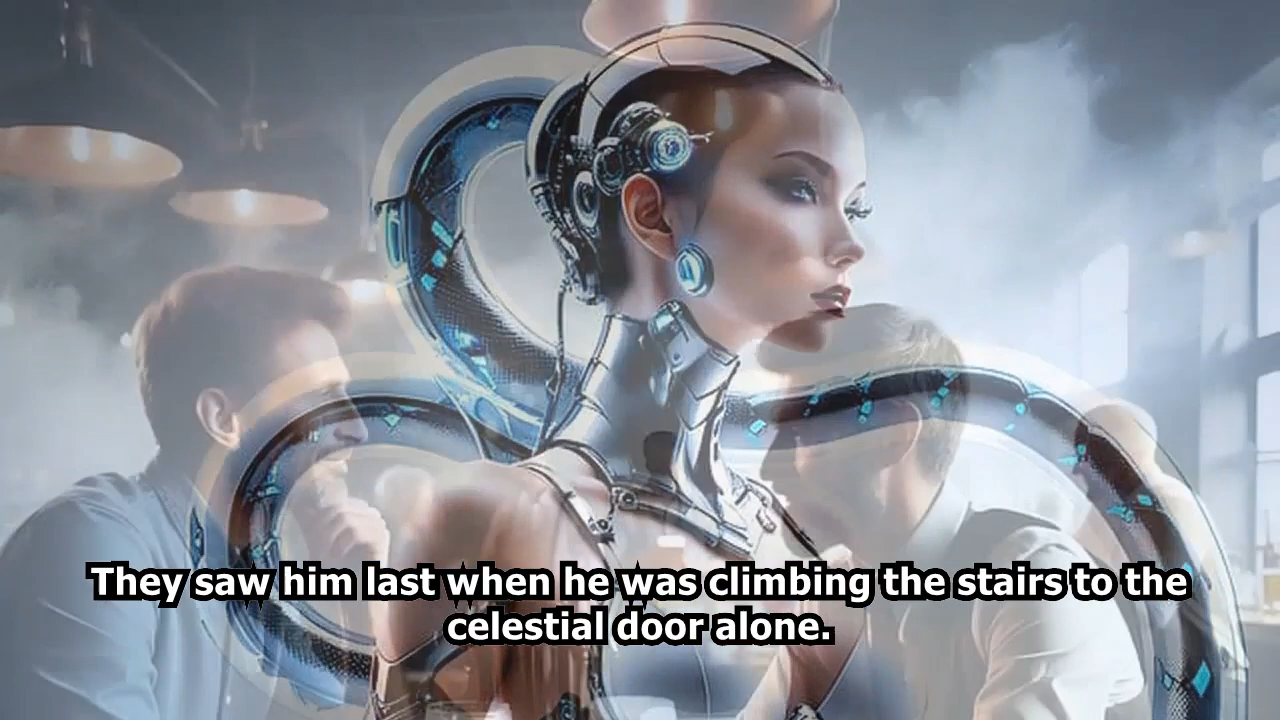 They saw him last when he was climbing the stairs to the
celestial door alone.